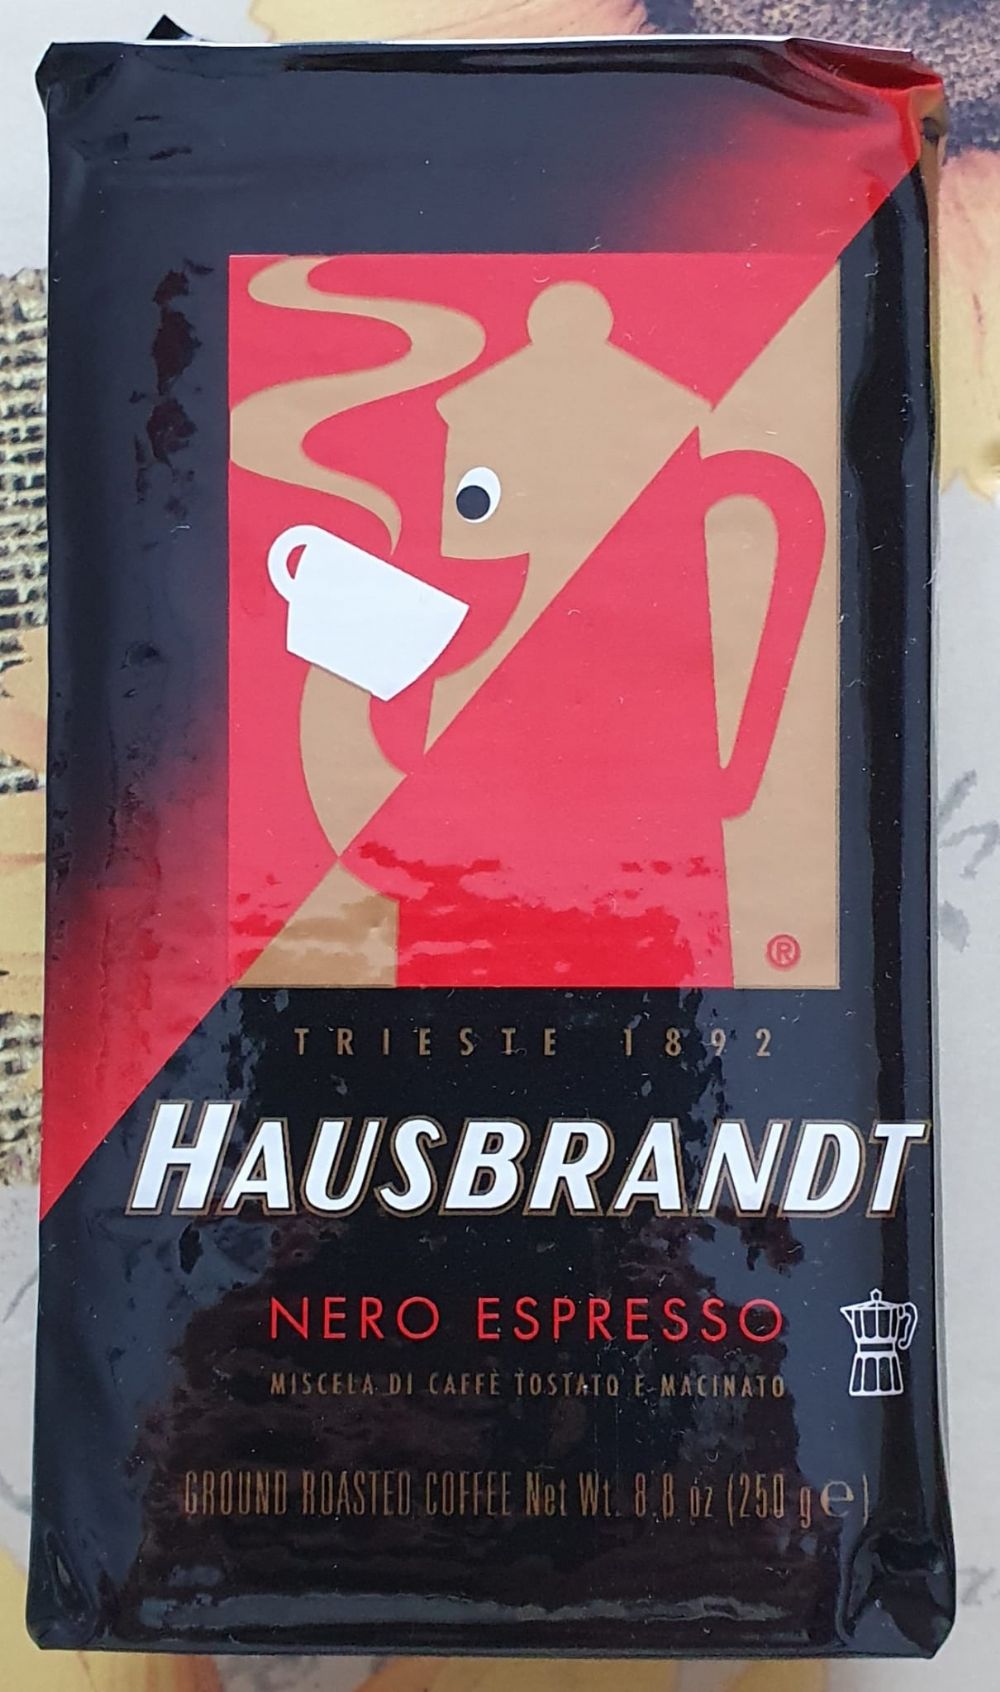 ®
TRIESTE 1892
HAUSBRANDT
NERO ESPRESSO
MISCELA DI CAFFÈ TOSTATO E MACINATO
GROUND ROASTED COFFEE Net Wt. 8.8 oz (250 g ℮)